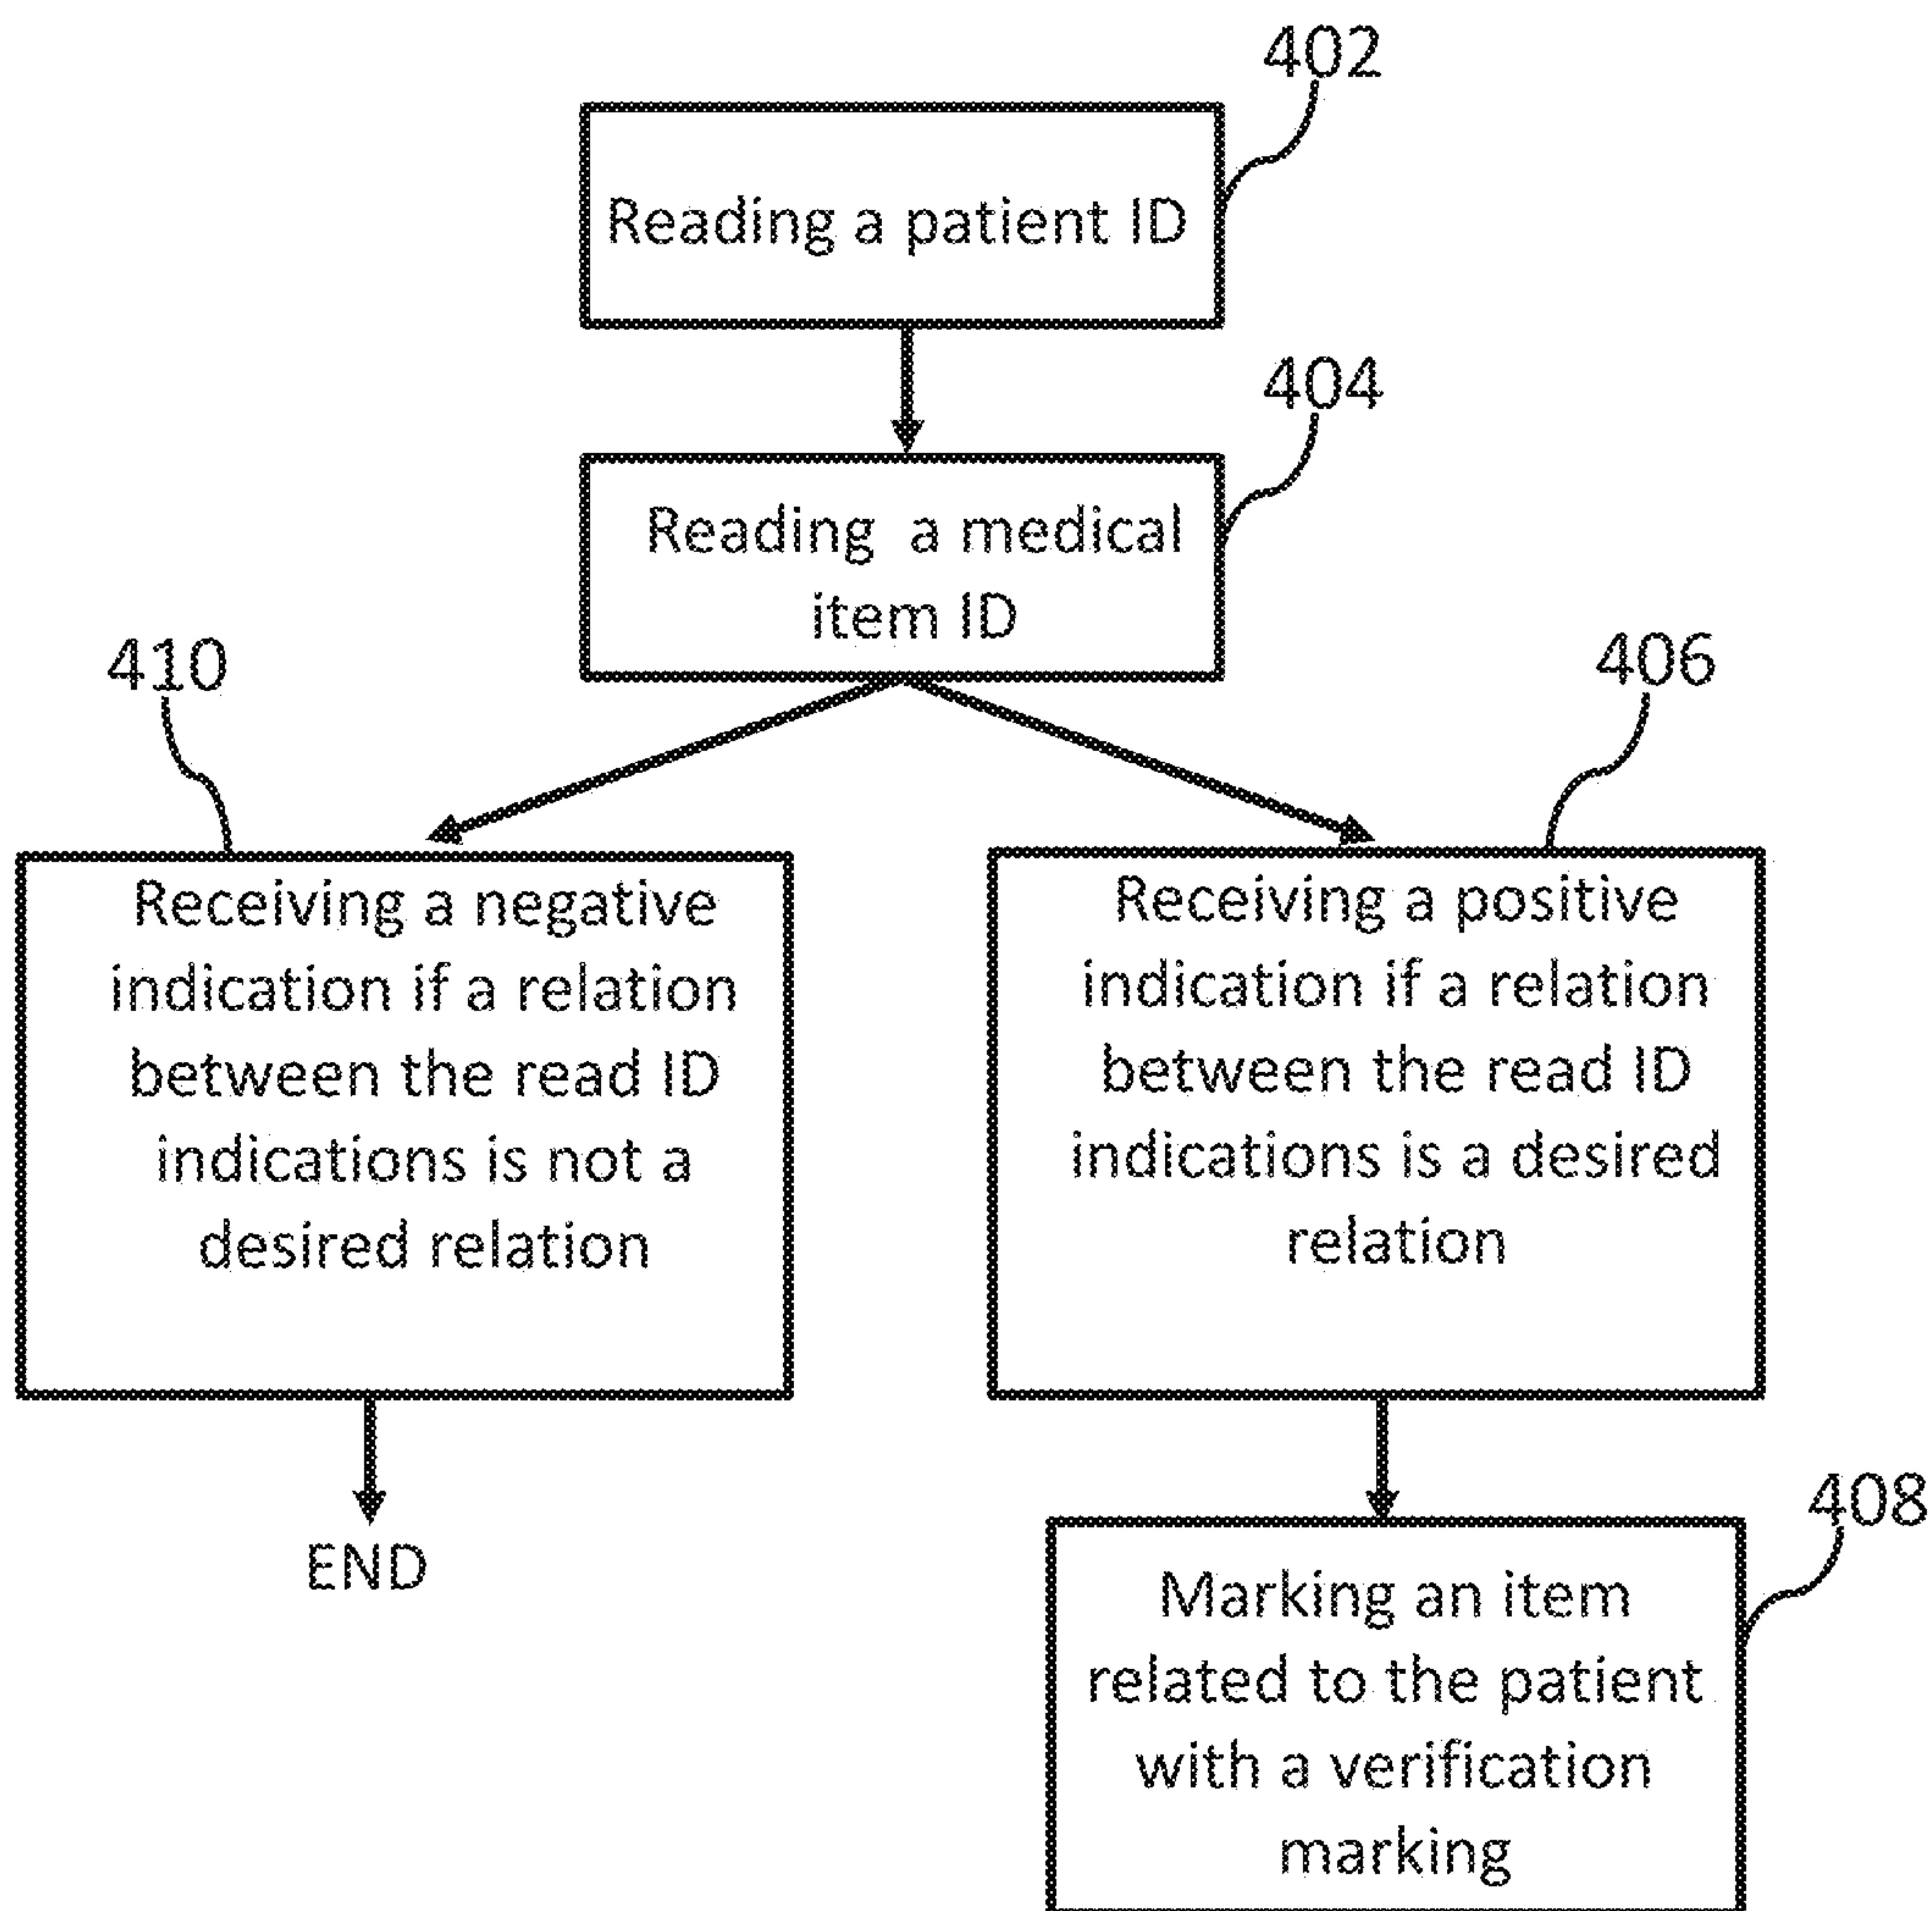 402
Reading a patient ID
404
Reading a medical
item ID
410
406
Receiving a negative
indication if a relation
between the read ID
indications is not a
desired relation
Receiving a positive
indication if a relation
between the read ID
indications is a desired
relation
END
408
Marking an item
related to the patient
with a verification
marking